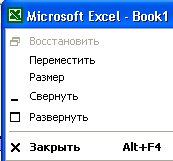 Microsoft Excel - Book1
Восстановить
Переместить
Размер
Свернуть
Развернуть
Закрыть Alt+F4